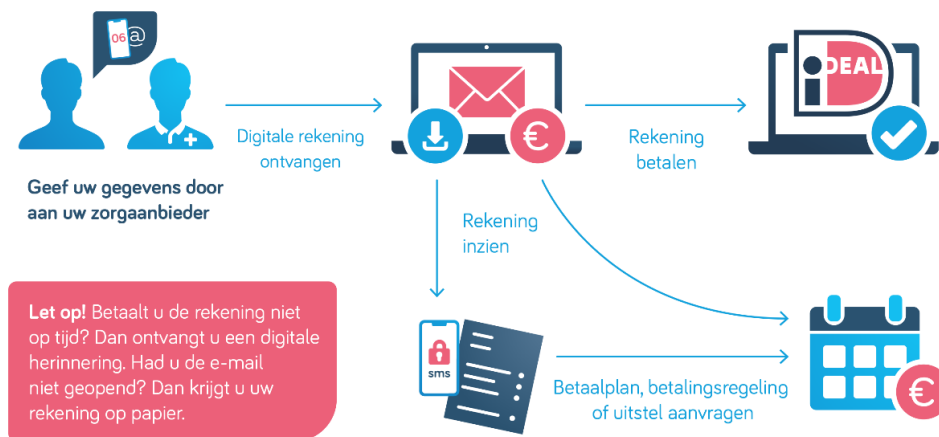 06@
Geef uw gegevens door
aan uw zorgaanbieder
Digitale rekening
ontvangen
€
Rekening
betalen
iDEAL
Rekening
inzien
sms
Betaalplan, betalingsregeling
of uitstel aanvragen
€
Let op! Betaalt u de rekening niet
op tijd? Dan ontvangt u een digitale
herinnering. Had u de e-mail
niet geopend? Dan krijgt u uw
rekening op papier.